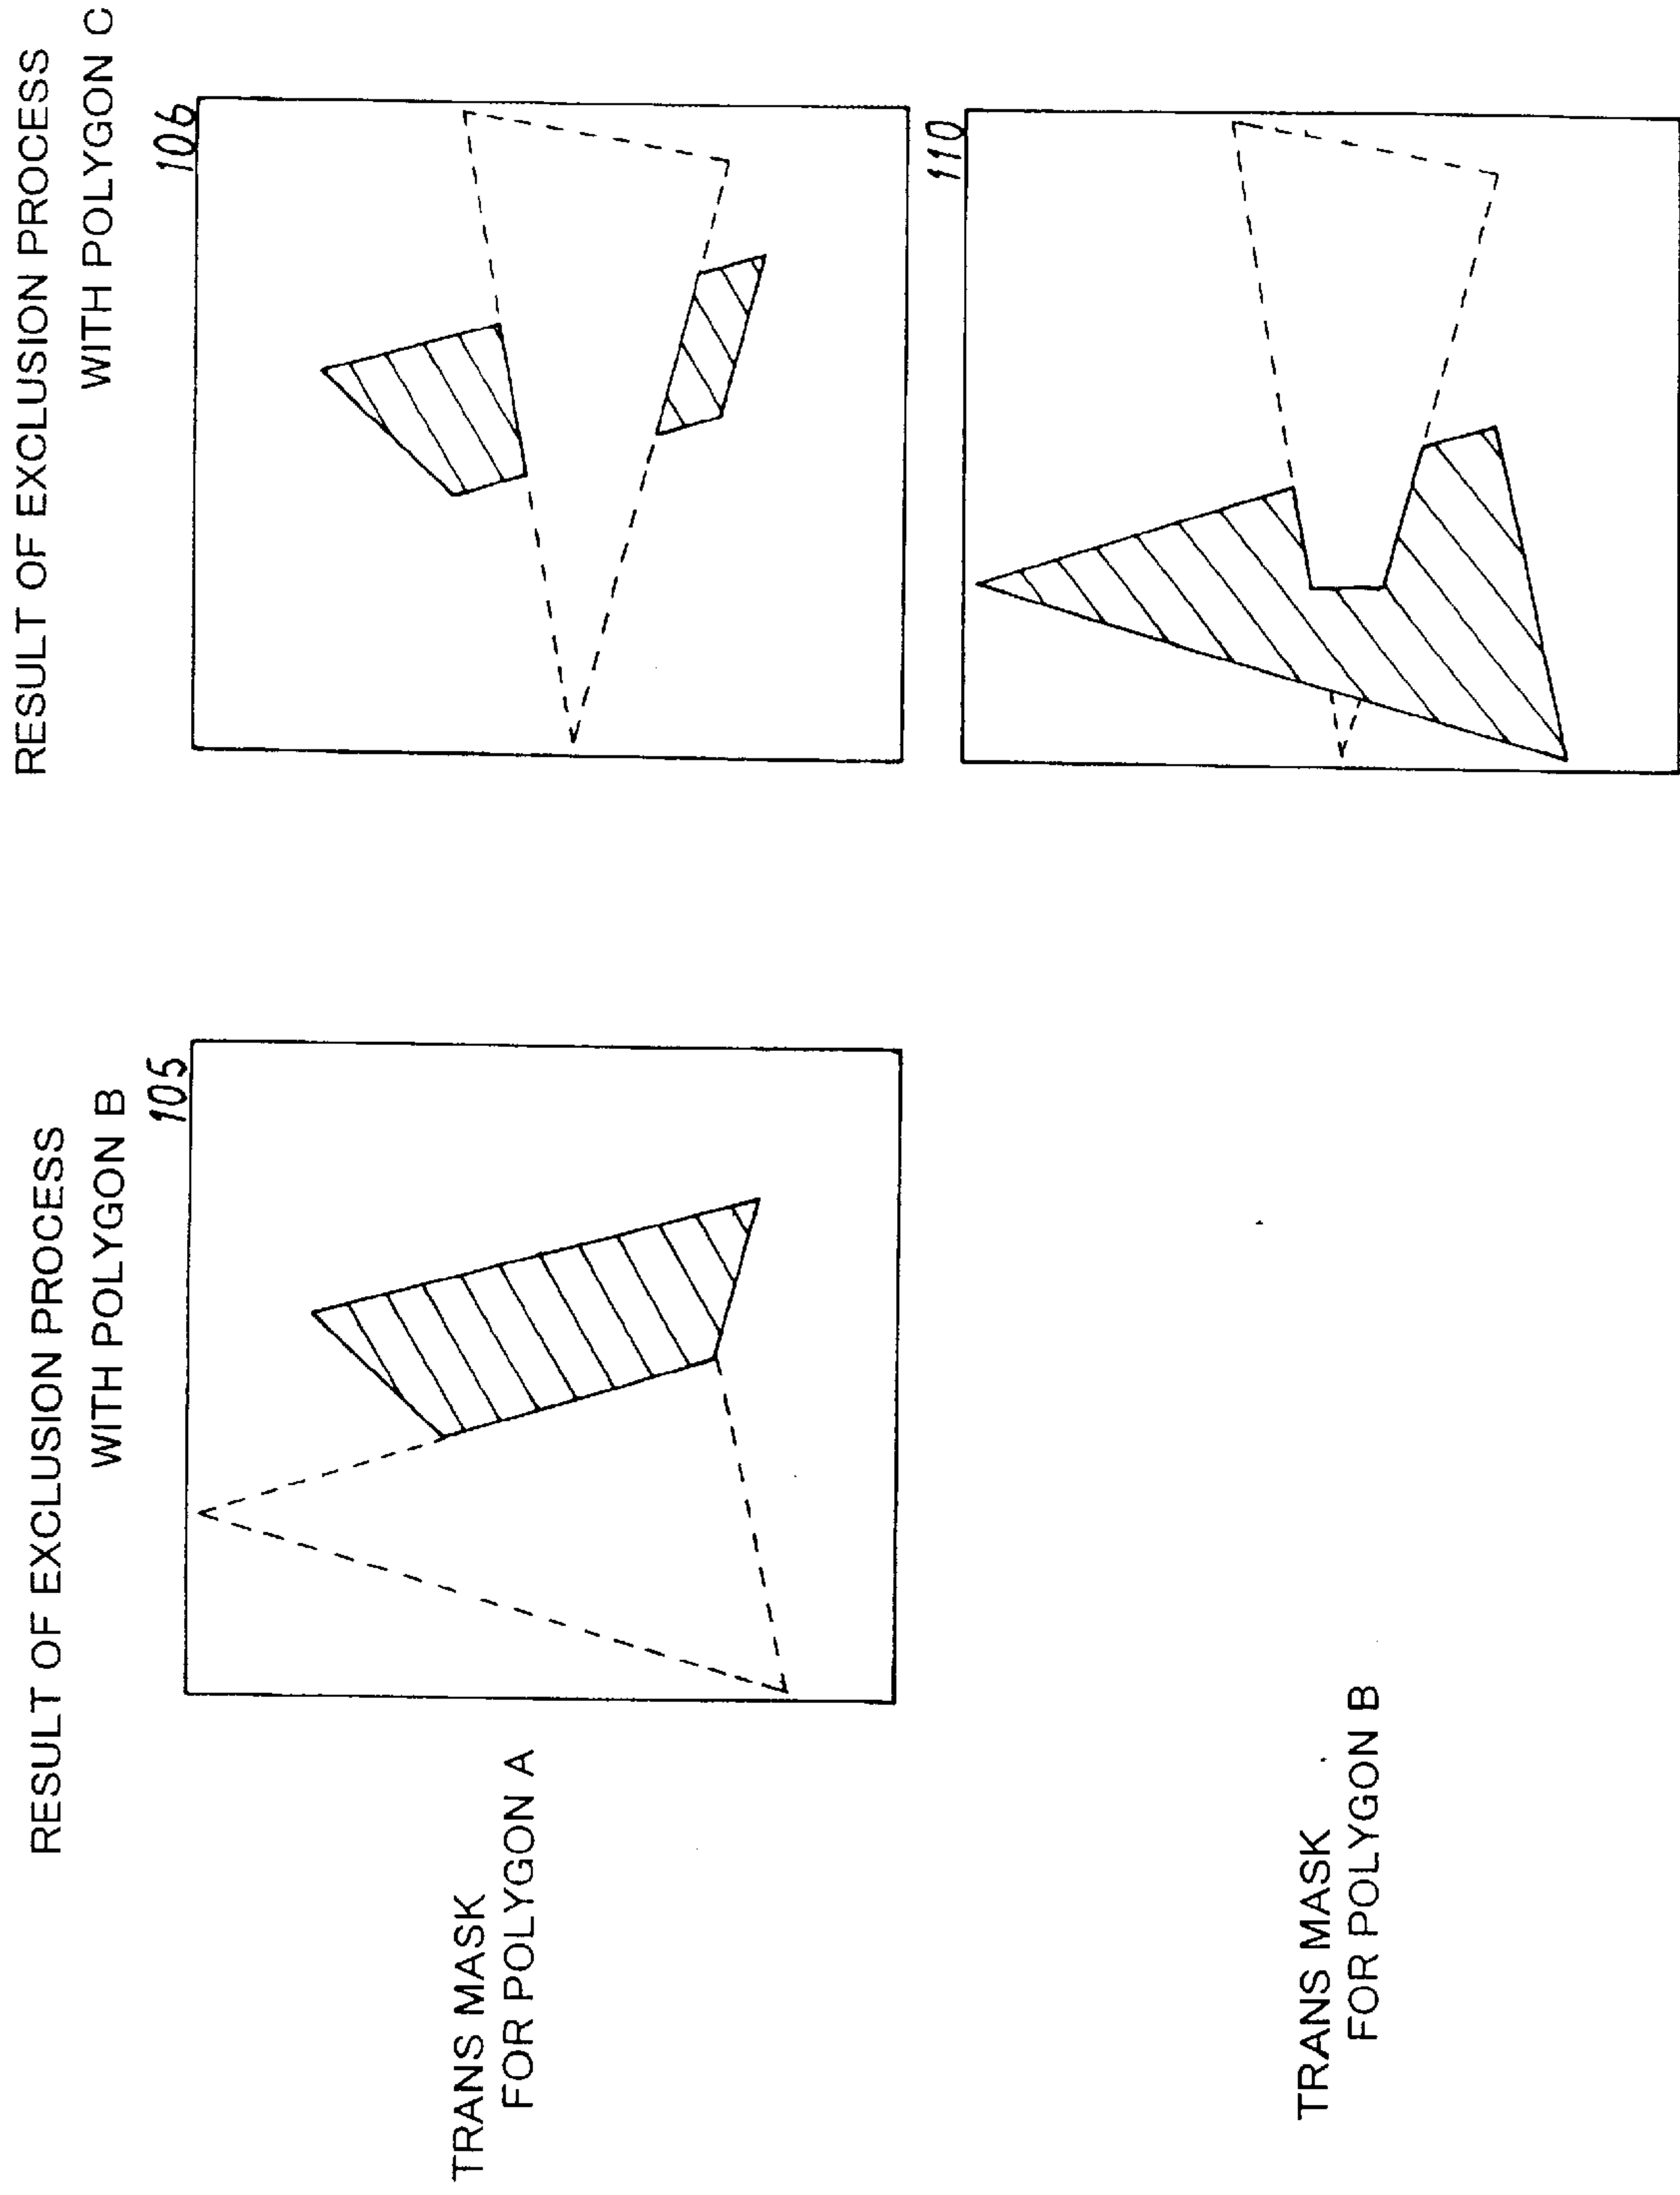 RESULT OF EXCLUSION PROCESS
WITH POLYGON B
RESULT OF EXCLUSION PROCESS
WITH POLYGON C
TRANS MASK
FOR POLYGON A
105
106
TRANS MASK
FOR POLYGON B
110